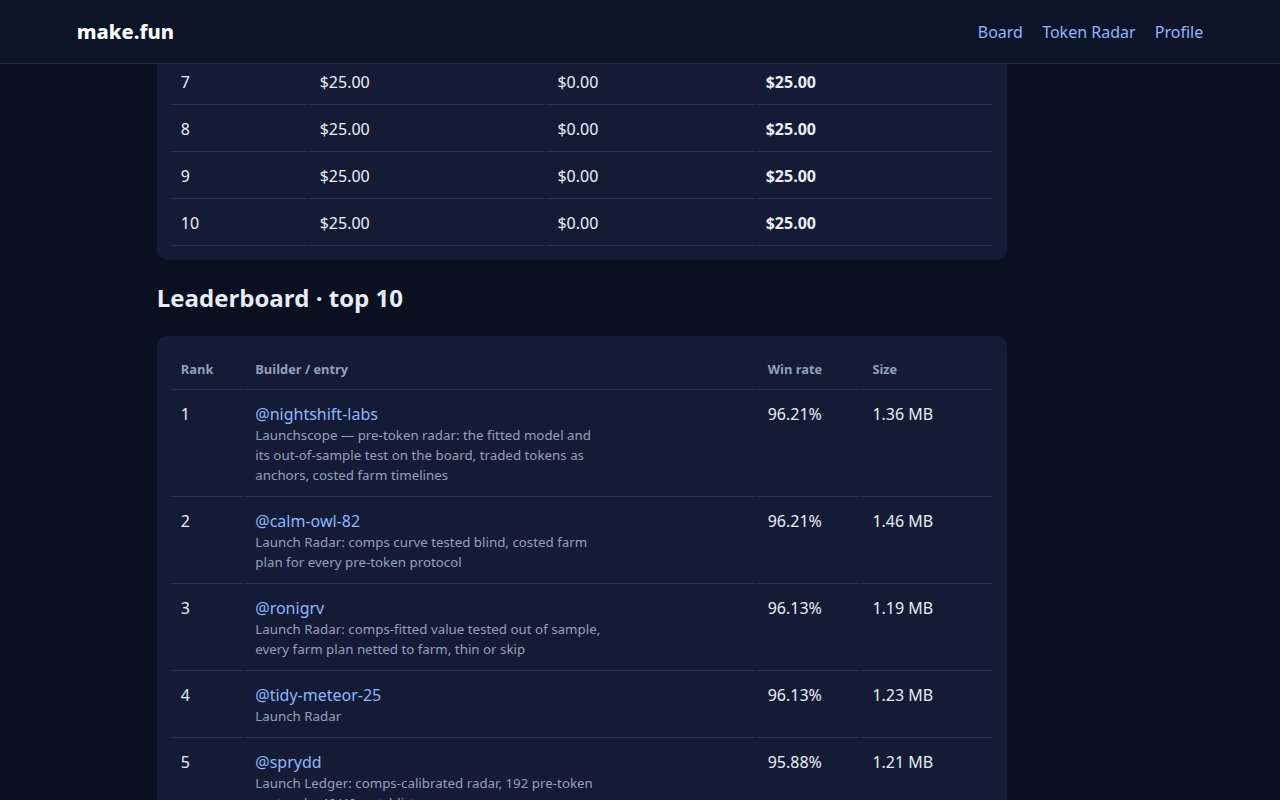 make.fun
Board Token Radar Profile
7 $25.00 $0.00 $25.00
8 $25.00 $0.00 $25.00
9 $25.00 $0.00 $25.00
10 $25.00 $0.00 $25.00
Leaderboard · top 10
Rank Builder / entry Win rate Size
1 @nightshift-labs 96.21% 1.36 MB
Launchscope — pre-token radar: the fitted model and
its out-of-sample test on the board, traded tokens as
anchors, costed farm timelines
2 @calm-owl-82 96.21% 1.46 MB
Launch Radar: comps curve tested blind, costed farm
plan for every pre-token protocol
3 @ronigrv 96.13% 1.19 MB
Launch Radar: comps-fitted value tested out of sample,
every farm plan netted to farm, thin or skip
4 @tidy-meteor-25 96.13% 1.23 MB
Launch Radar
5 @sprydd 95.88% 1.21 MB
Launch Ledger: comps-calibrated radar, 192 pre-token